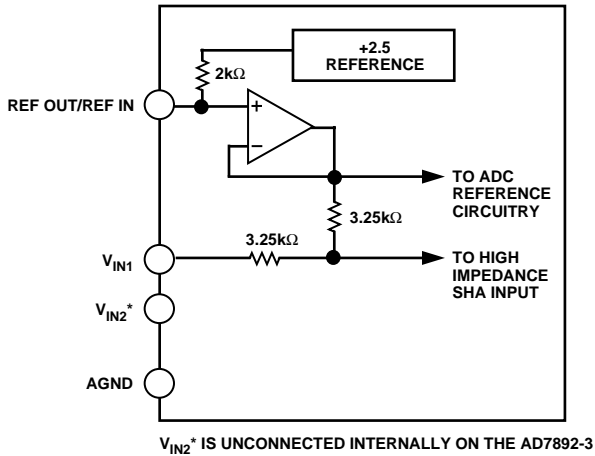 +2.5
REFERENCE
2kΩ
REF OUT/REF IN
+
–
TO ADC
REFERENCE
CIRCUITRY
3.25kΩ
3.25kΩ
VIN1
TO HIGH
IMPEDANCE
SHA INPUT
VIN2*
AGND
VIN2* IS UNCONNECTED INTERNALLY ON THE AD7892-3